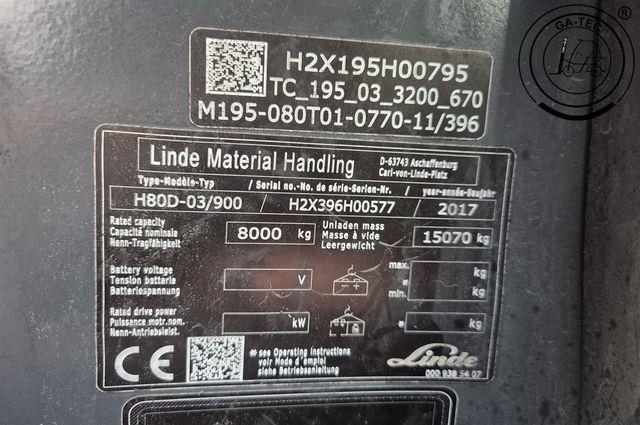 GA-TEC
H2X195H00795
TC_195_03_3200_670
M195-080T01-0770-11/396
Linde Material Handling
D-63743 Aschaffenburg
Carl-von-Linde-Platz
Type-Modèle-Typ / Serial no.-No. de série-Serien-Nr. / year-année-Baujahr
H80D-03/900 / H2X396H00577 / 2017
Rated capacity
Capacité nominale
Nenn-Tragfähigkeit
8000 kg
Unladen mass
Masse à vide
Leergewicht
15070 kg
Battery voltage
Tension batterie
Batteriespannung
V
max. kg
*
min. kg
Rated drive power
Puissance motr.nom.
Nenn-Antriebsleist.
kW
* kg
CE
* see Operating instructions
voir Mode d'emploi
siehe Betriebsanleitung
Linde
000 938 54 07